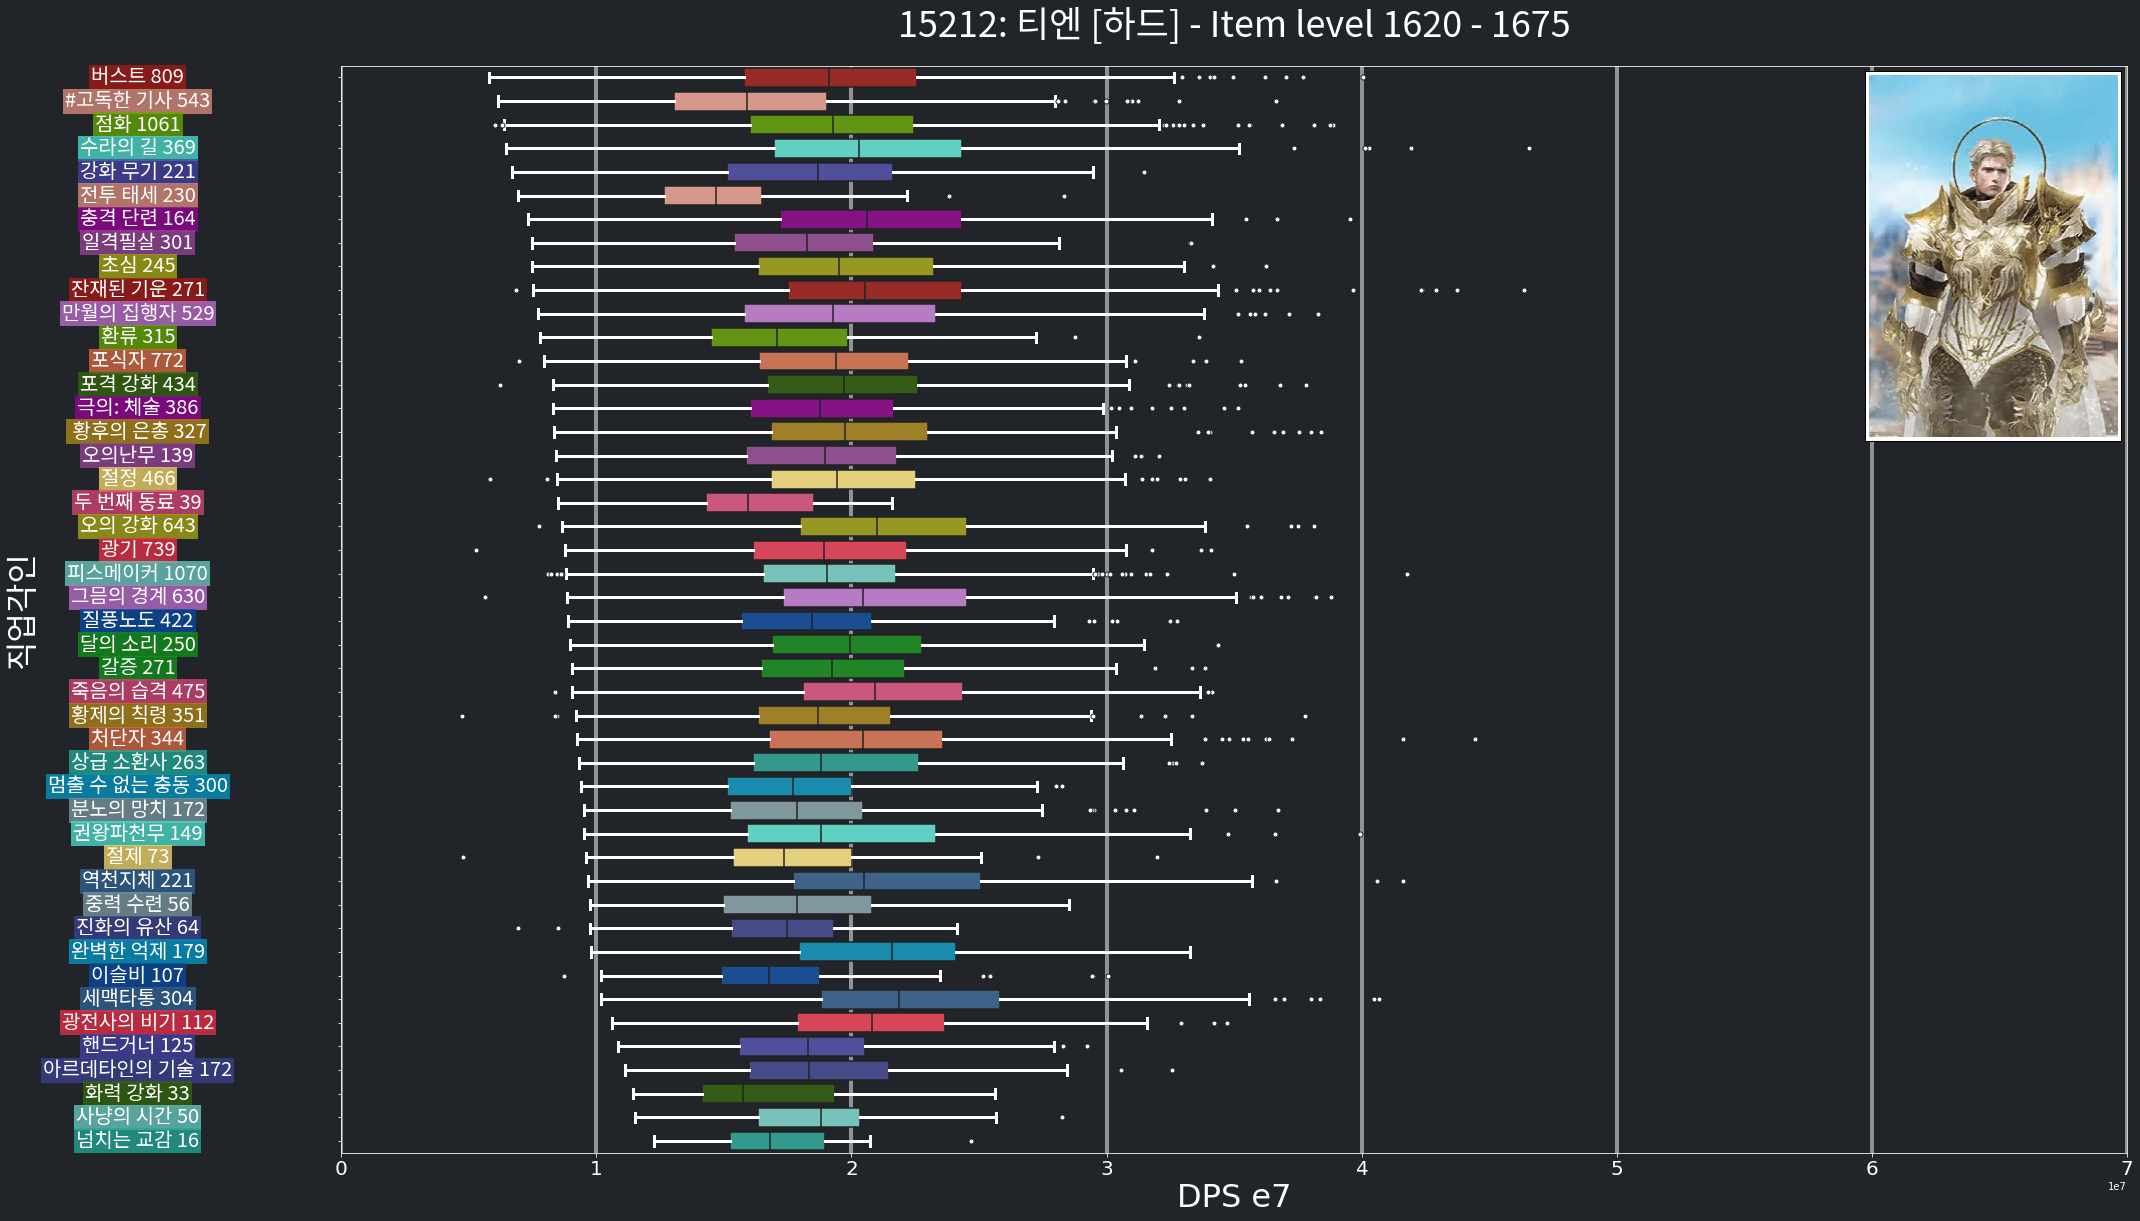 15212: 티엔 [하드] - Item level 1620 - 1675
직업각인
버스트 809
#고독한 기사 543
점화 1061
수라의 길 369
강화 무기 221
전투 태세 230
충격 단련 164
일격필살 301
초심 245
잔재된 기운 271
만월의 집행자 529
환류 315
포식자 772
포격 강화 434
극의: 체술 386
황후의 은총 327
오의난무 139
절정 466
두 번째 동료 39
오의 강화 643
광기 739
피스메이커 1070
그믐의 경계 630
질풍노도 422
달의 소리 250
갈증 271
죽음의 습격 475
황제의 칙령 351
처단자 344
상급 소환사 263
멈출 수 없는 충동 300
분노의 망치 172
권왕파천무 149
절제 73
역천지체 221
중력 수련 56
진화의 유산 64
완벽한 억제 179
이슬비 107
세맥타통 304
광전사의 비기 112
핸드거너 125
아르데타인의 기술 172
화력 강화 33
사냥의 시간 50
넘치는 교감 16
0 1 2 3 4 5 6 7
1e7
DPS e7